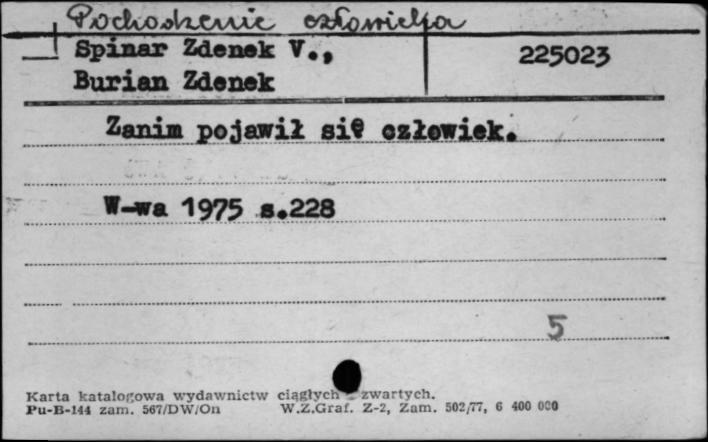 Pochodzenie człowieka
Spinar Zdenek V., 225023
Burian Zdenek
Zanim pojawił się człowiek.
W-wa 1975 s.228
5
Karta katalogowa wydawnictw ciągłych zwartych.
Pu-B-144 zam. 567/DW/On W.Z.Graf. Z-2, Zam. 502/77, 6 400 000